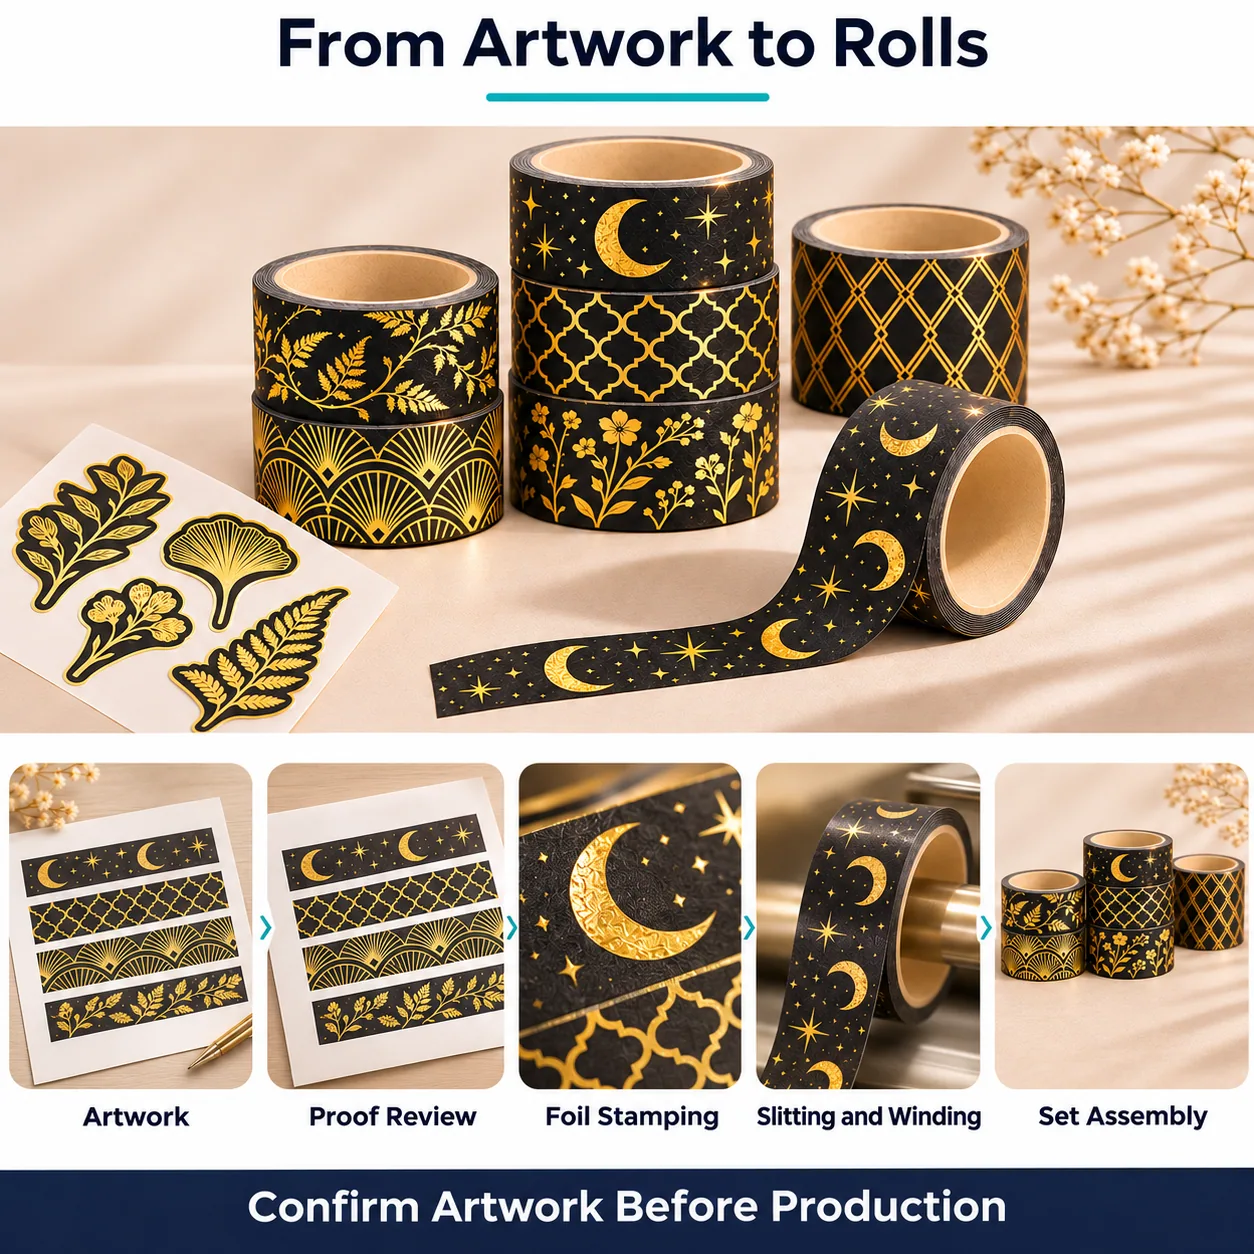 From Artwork to Rolls
Artwork
Proof Review
Foil Stamping
Slitting and Winding
Set Assembly
Confirm Artwork Before Production